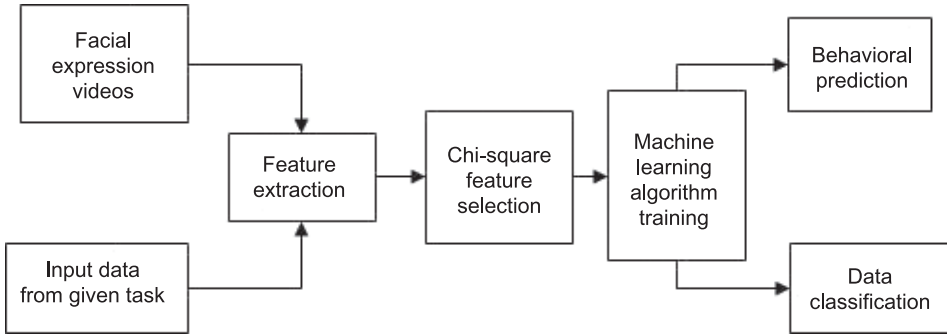 Facial
expression
videos
Input data
from given task
Feature
extraction
Chi-square
feature
selection
Machine
learning
algorithm
training
Behavioral
prediction
Data
classification